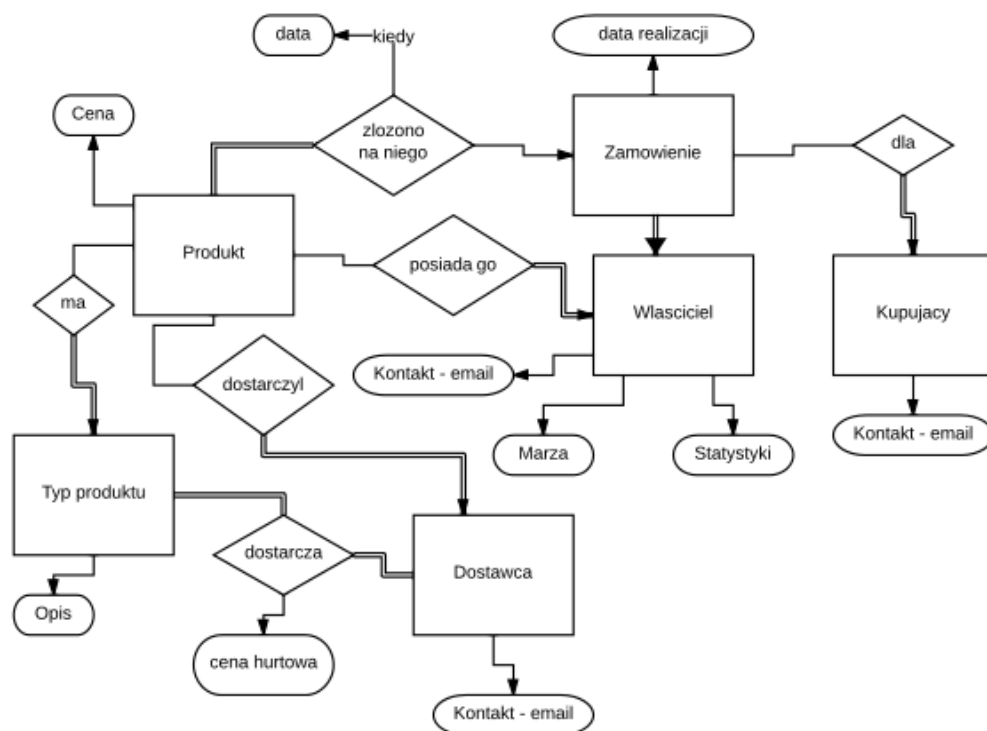 data
kiedy
data realizacji
Cena
zlozono
na niego
Zamowienie
dla
Produkt
posiada go
ma
Wlasciciel
Kupujacy
dostarczyl
Kontakt - email
Marza
Statystyki
Kontakt - email
Typ produktu
dostarcza
Dostawca
Opis
cena hurtowa
Kontakt - email